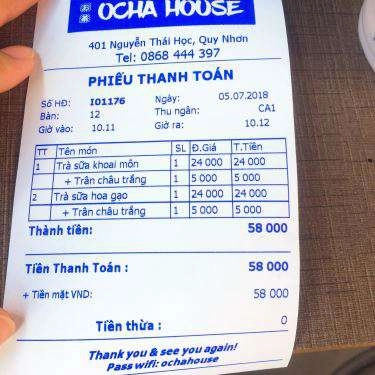 お茶 OCHA HOUSE
401 Nguyễn Thái Học, Quy Nhơn
Tel: 0868 444 397
PHIẾU THANH TOÁN
Số HĐ: I01176 Ngày: 05.07.2018
Bàn: 12 Thu ngân: CA1
Giờ vào: 10.11 Giờ ra: 10.12
TT Tên món SL Đ.Giá T.Tiền
1 Trà sữa khoai môn 1 24 000 24 000
+ Trân châu trắng 1 5 000 5 000
2 Trà sữa hoa gạo 1 24 000 24 000
+ Trân châu trắng 1 5 000 5 000
Thành tiền: 58 000
Tiền Thanh Toán : 58 000
+ Tiền mặt VND: 58 000
Tiền thừa : 0
Thank you & see you again!
Pass wifi: ochahouse